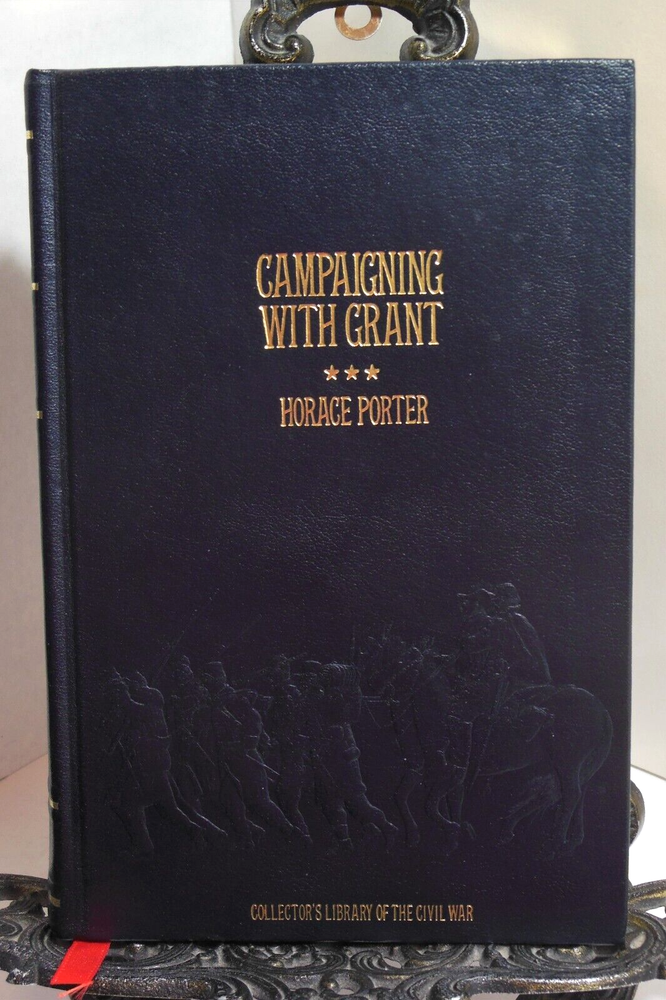 CAMPAIGNING
WITH GRANT
★★★
HORACE PORTER
COLLECTOR'S LIBRARY OF THE CIVIL WAR